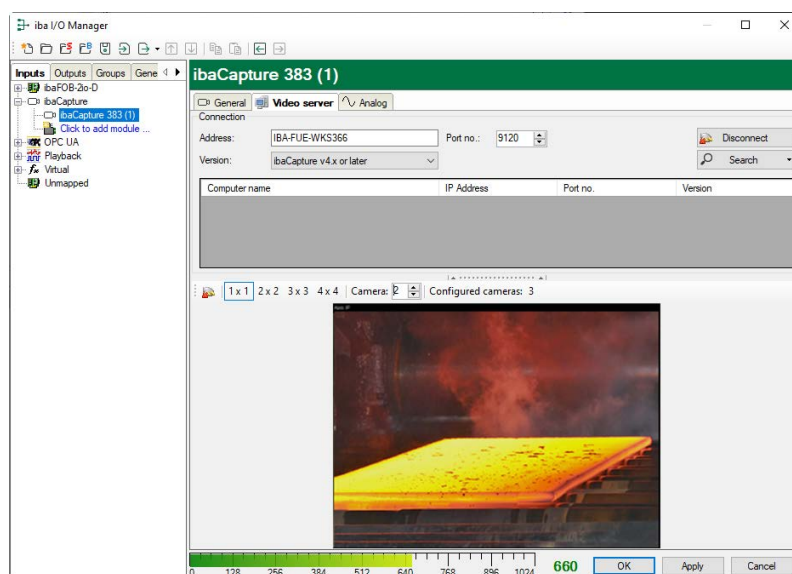 iba I/O Manager
Inputs Outputs Groups Gene
ibaFOB-2io-D
ibaCapture
ibaCapture 383 (1)
Click to add module ...
OPC UA
Playback
Virtual
Unmapped
ibaCapture 383 (1)
General Video server Analog
Connection
Address: IBA-FUE-WKS366 Port no.: 9120 Disconnect
Version: ibaCapture v4.x or later Search
Computer name IP Address Port no. Version
1 x 1 2 x 2 3 x 3 4 x 4 Camera: 2 Configured cameras: 3
0 128 256 384 512 640 768 896 1024 660 OK Apply Cancel